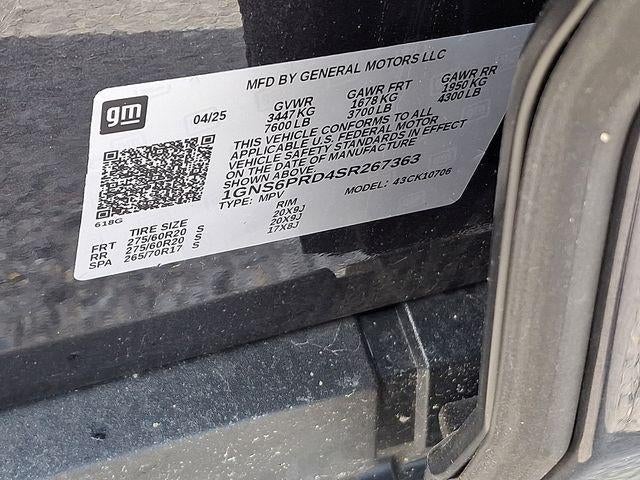 MFD BY GENERAL MOTORS LLC
gm
04/25
GVWR GAWR FRT GAWR RR
3447 KG 1678 KG 1950 KG
7600 LB 3700 LB 4300 LB
THIS VEHICLE CONFORMS TO ALL
APPLICABLE U.S. FEDERAL MOTOR
VEHICLE SAFETY STANDARDS IN EFFECT
ON THE DATE OF MANUFACTURE
SHOWN ABOVE.
1GNS6PRD4SR267363
TYPE: MPV MODEL: 43CK10706
618G
TIRE SIZE RIM
FRT 275/60R20 S 20X9J
RR 275/60R20 S 20X9J
SPA 265/70R17 S 17X8J